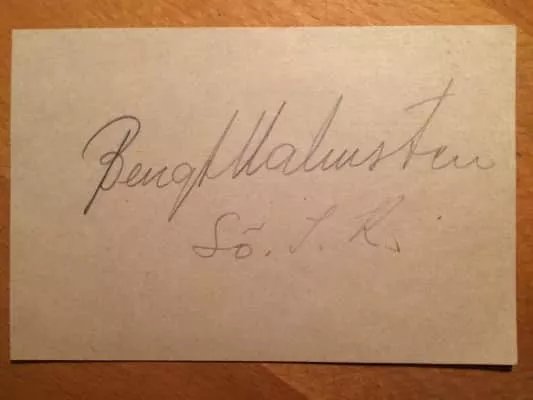 Bengt Malmsten
Sö. I. K.